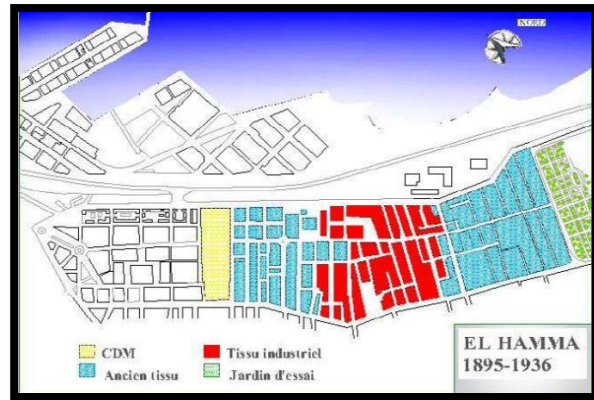 NORD
CDM
Tissu industriel
Ancien tissu
Jardin d'essai
EL HAMMA
1895-1936